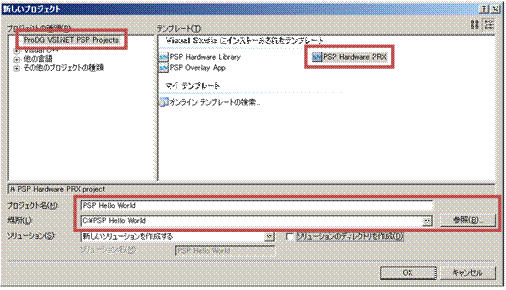 新しいプロジェクト
プロジェクトの種類(P):
テンプレート(T)
ProDG VSI.NET PSP Projects
Visual C++
他の言語
その他のプロジェクトの種類
Visual Studio にインストールされたテンプレート
PSP Hardware Library
PSP Hardware PRX
PSP Overlay App
マイ テンプレート
オンライン テンプレートの検索...
PSP Hardware PRX project
プロジェクト名(N):
PSP Hello World
場所(L):
C:¥PSP Hello World
参照(B)...
ソリューション(S):
新しいソリューションを作成する
ソリューションのディレクトリを作成(D)
ソリューション名(M):
PSP Hello World
OK
キャンセル